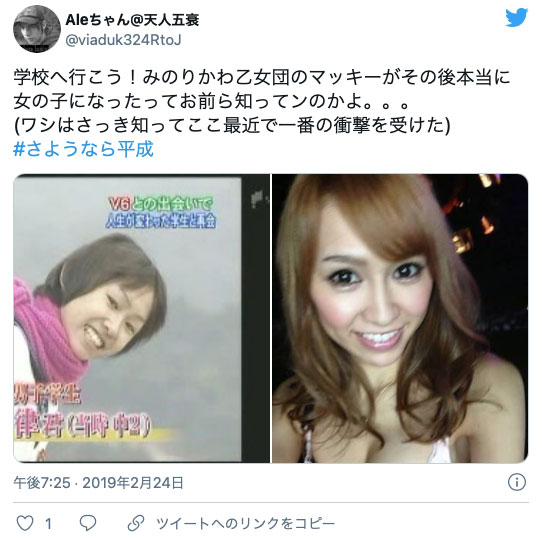 Aleちゃん@天人五衰
@viaduk324RtoJ
学校へ行こう！みのりかわ乙女団のマッキーがその後本当に
女の子になったってお前ら知ってンのかよ。。。
(ワシはさっき知ってここ最近で一番の衝撃を受けた)
#さようなら平成
V6との出会いで
人生が変わった学生と再会
男子学生
律君(当時 中2)
午後7:25 · 2019年2月24日
1
ツイートへのリンクをコピー